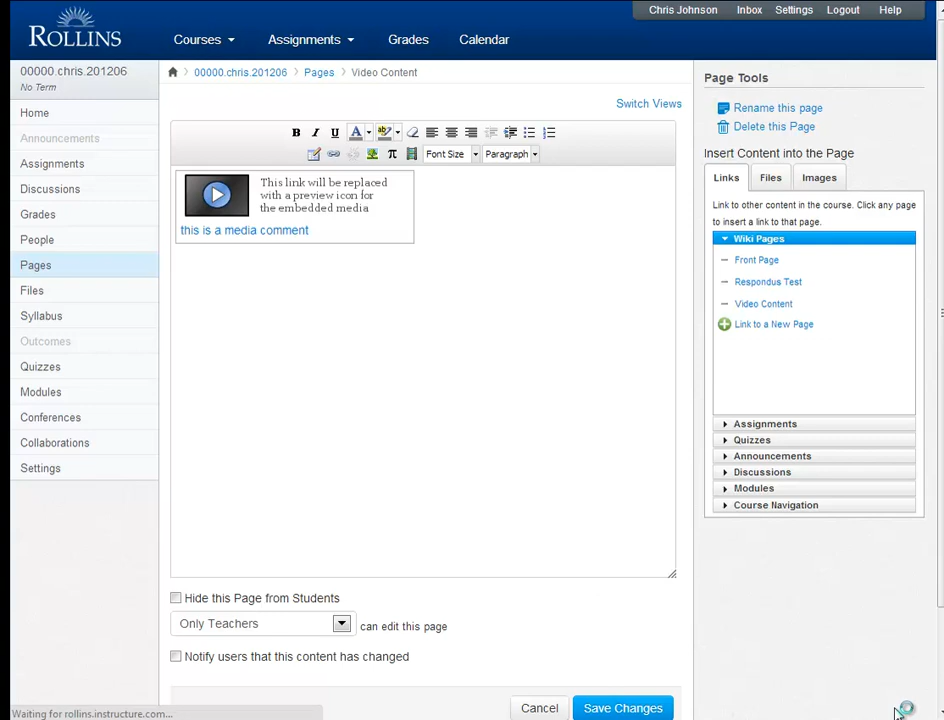 Chris Johnson Inbox Settings Logout Help
ROLLINS
Courses Assignments Grades Calendar
00000.chris.201206
No Term
00000.chris.201206 Pages Video Content
Home
Announcements
Assignments
Discussions
Grades
People
Pages
Files
Syllabus
Outcomes
Quizzes
Modules
Conferences
Collaborations
Settings
Switch Views
B I U A ab π Font Size Paragraph
This link will be replaced
with a preview icon for
the embedded media
this is a media comment
Hide this Page from Students
Only Teachers can edit this page
Notify users that this content has changed
Cancel Save Changes
Page Tools
Rename this page
Delete this Page
Insert Content into the Page
Links Files Images
Link to other content in the course. Click any page
to insert a link to that page.
Wiki Pages
Front Page
Respondus Test
Video Content
Link to a New Page
Assignments
Quizzes
Announcements
Discussions
Modules
Course Navigation
Waiting for rollins.instructure.com...